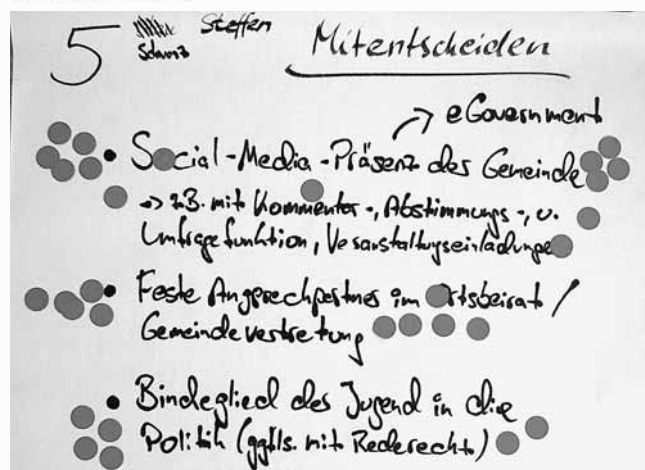 5 Steffen
Mitentscheiden
→ eGovernment
• Social-Media-Präsenz der Gemeinde
→ z.B. mit Kommentar-, Abstimmungs-, u.
Umfragefunktion, Veranstaltungseinladungen
• Feste Angerechpartner im Ortsbeirat /
Gemeindevertretung
• Bindeglied der Jugend in die
Politik (ggfls. mit Rederecht)